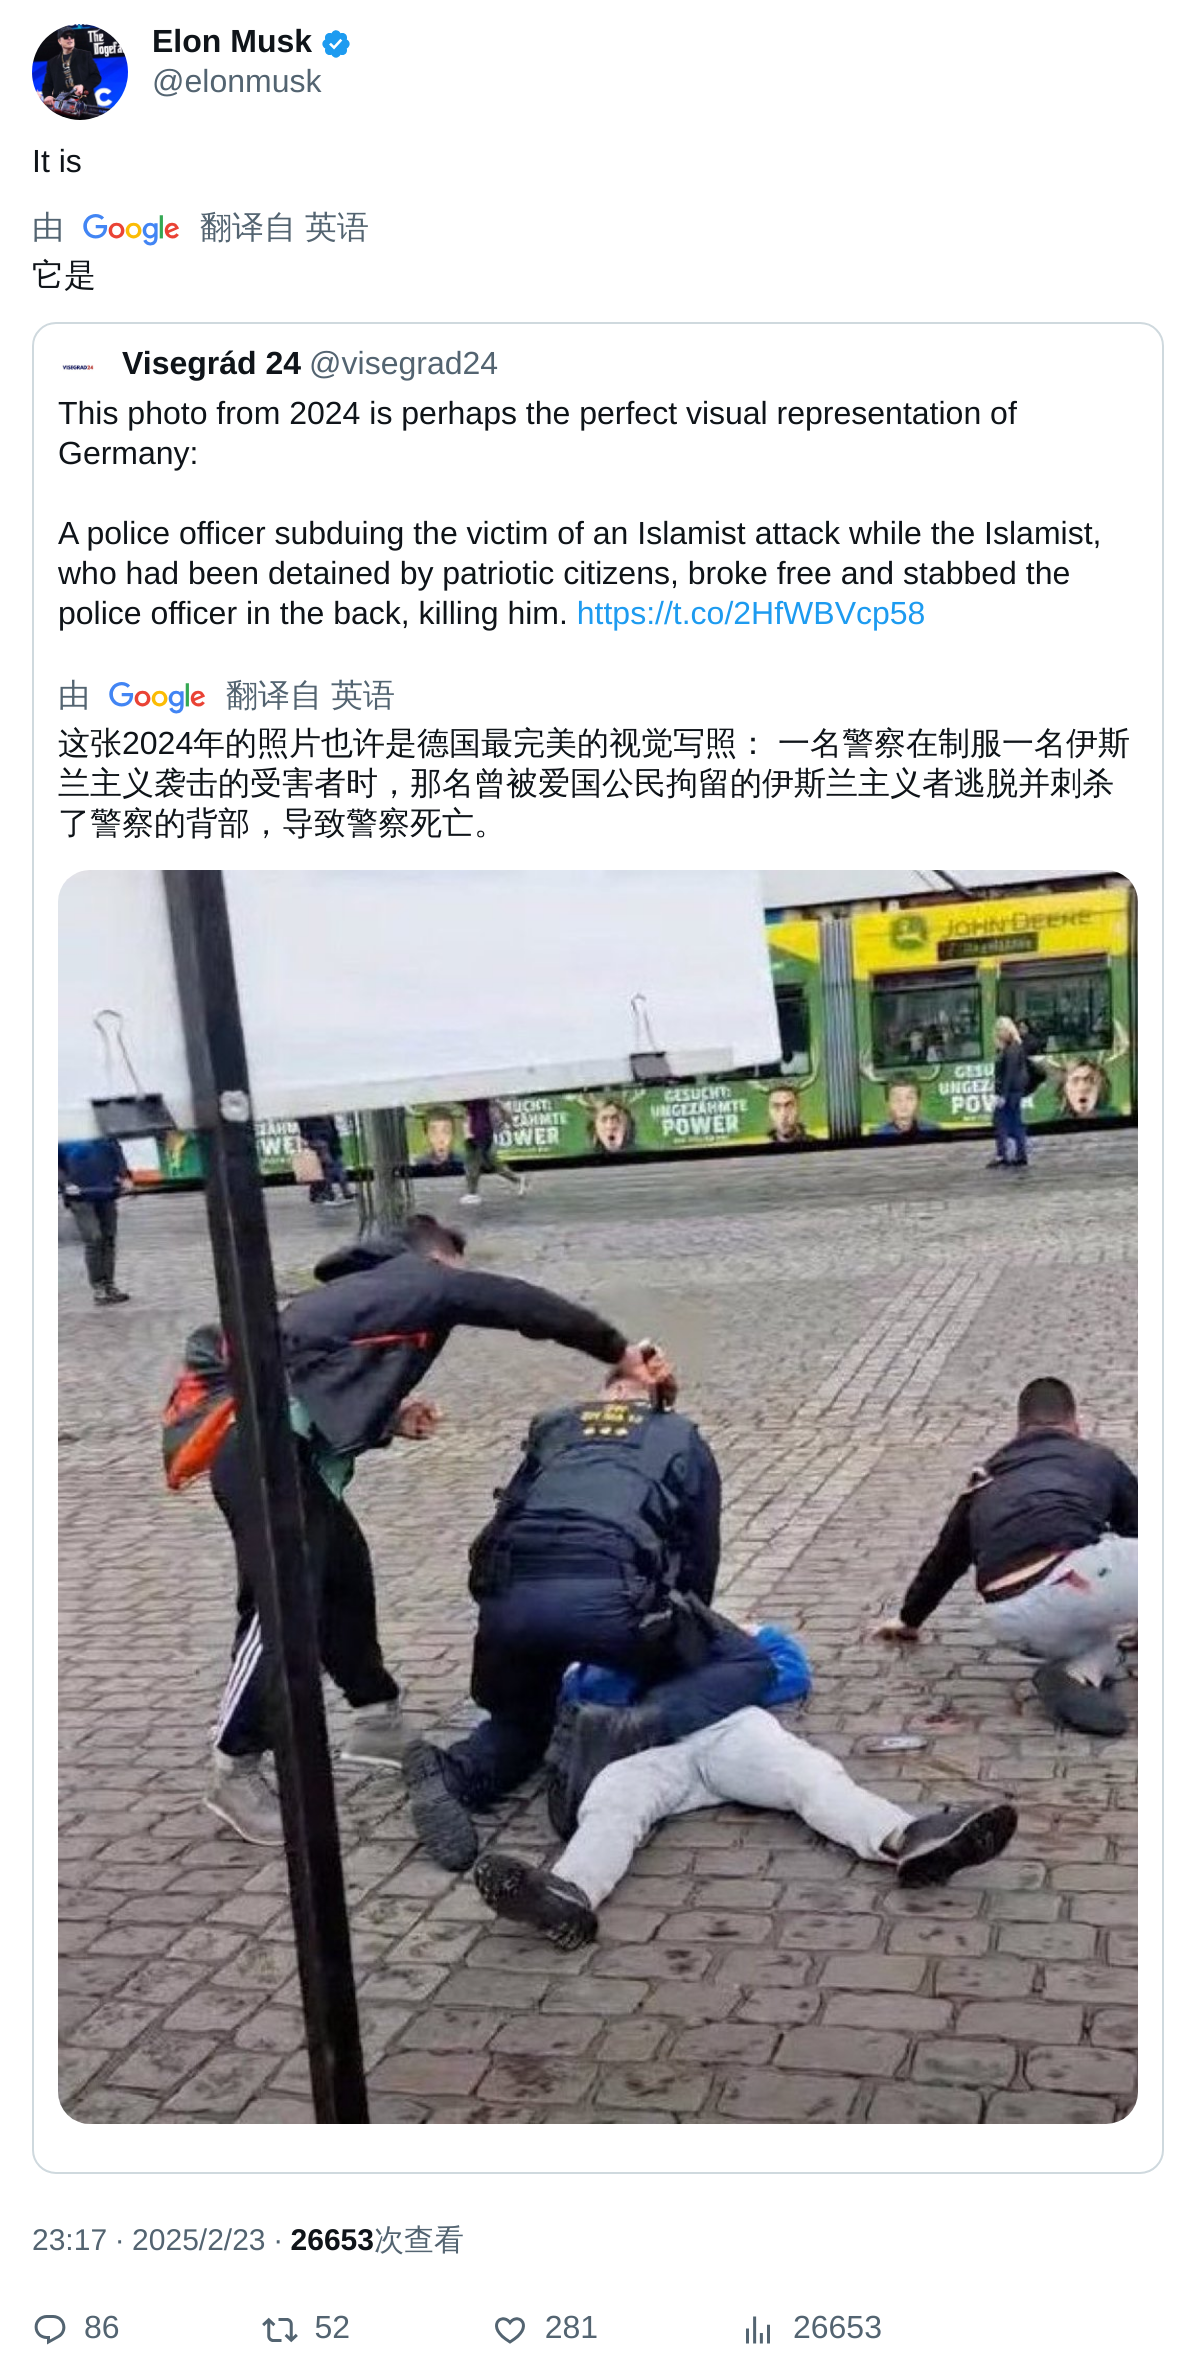 The
Dogefa
C
Elon Musk
@elonmusk
It is
由 Google 翻译自 英语
它是
VISEGRAD24
Visegrád 24 @visegrad24
This photo from 2024 is perhaps the perfect visual representation of
Germany:
A police officer subduing the victim of an Islamist attack while the Islamist,
who had been detained by patriotic citizens, broke free and stabbed the
police officer in the back, killing him. https://t.co/2HfWBVcp58
由 Google 翻译自 英语
这张2024年的照片也许是德国最完美的视觉写照： 一名警察在制服一名伊斯
兰主义袭击的受害者时，那名曾被爱国公民拘留的伊斯兰主义者逃脱并刺杀
了警察的背部，导致警察死亡。
JOHN DEERE
GESUCHT:
UNGEZÄHMTE
POWER
23:17 · 2025/2/23 · 26653次查看
86 52 281 26653